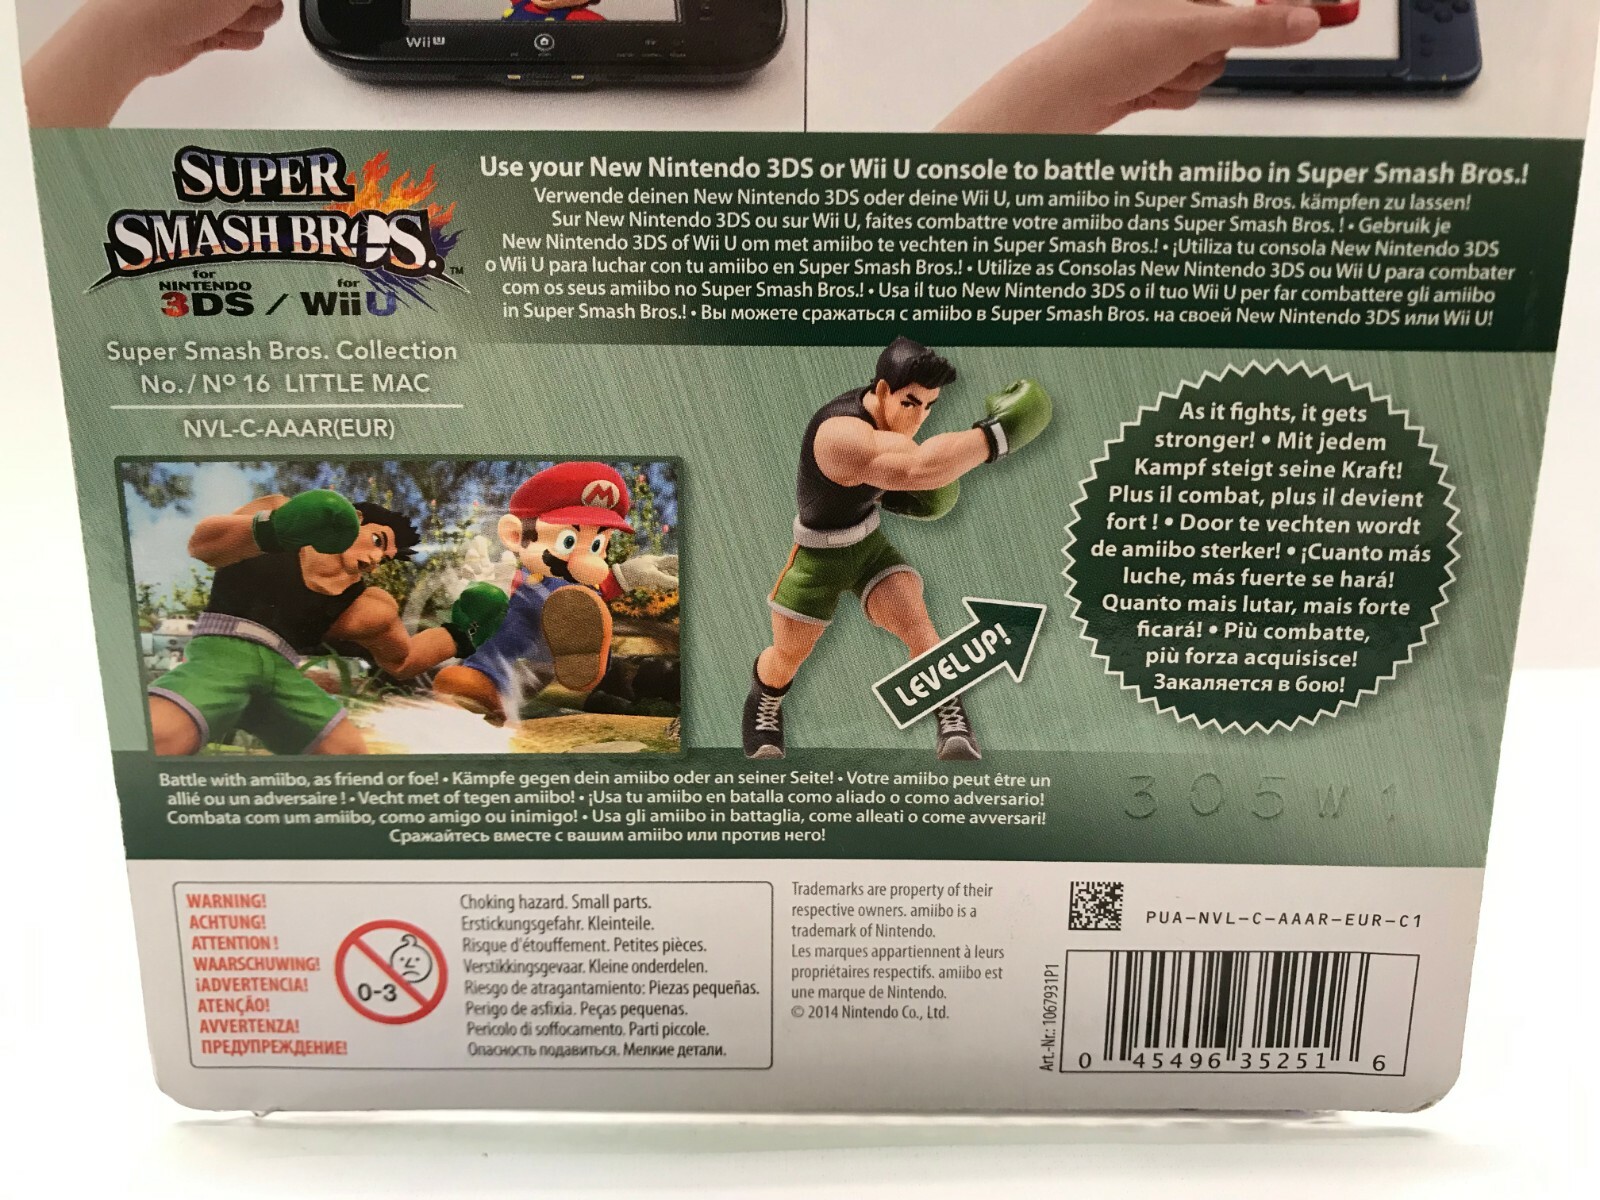 Wii U
SUPER
SMASH BROS.™
for
NINTENDO
3DS / for
Wii U
Super Smash Bros. Collection
No. / Nº 16 LITTLE MAC
NVL-C-AAAR(EUR)
Use your New Nintendo 3DS or Wii U console to battle with amiibo in Super Smash Bros.!
Verwende deinen New Nintendo 3DS oder deine Wii U, um amiibo in Super Smash Bros. kämpfen zu lassen!
Sur New Nintendo 3DS ou sur Wii U, faites combattre votre amiibo dans Super Smash Bros. ! • Gebruik je
New Nintendo 3DS of Wii U om met amiibo te vechten in Super Smash Bros.! • ¡Utiliza tu consola New Nintendo 3DS
o Wii U para luchar con tu amiibo en Super Smash Bros.! • Utilize as Consolas New Nintendo 3DS ou Wii U para combater
com os seus amiibo no Super Smash Bros.! • Usa il tuo New Nintendo 3DS o il tuo Wii U per far combattere gli amiibo
in Super Smash Bros.! • Вы можете сражаться с amiibo в Super Smash Bros. на своей New Nintendo 3DS или Wii U!
M
LEVEL UP!
As it fights, it gets
stronger! • Mit jedem
Kampf steigt seine Kraft!
Plus il combat, plus il devient
fort ! • Door te vechten wordt
de amiibo sterker! • ¡Cuanto más
luche, más fuerte se hará!
Quanto mais lutar, mais forte
ficará! • Più combatte,
più forza acquisisce!
Закаляется в бою!
Battle with amiibo, as friend or foe! • Kämpfe gegen dein amiibo oder an seiner Seite! • Votre amiibo peut être un
allié ou un adversaire ! • Vecht met of tegen amiibo! • ¡Usa tu amiibo en batalla como aliado o como adversario!
Combata com um amiibo, como amigo ou inimigo! • Usa gli amiibo in battaglia, come alleati o come avversari!
Сражайтесь вместе с вашим amiibo или против него!
305W1
WARNING!
ACHTUNG!
ATTENTION !
WAARSCHUWING!
¡ADVERTENCIA!
ATENÇÃO!
AVVERTENZA!
ПРЕДУПРЕЖДЕНИЕ!
0-3
Choking hazard. Small parts.
Erstickungsgefahr. Kleinteile.
Risque d'étouffement. Petites pièces.
Verstikkingsgevaar. Kleine onderdelen.
Riesgo de atragantamiento: Piezas pequeñas.
Perigo de asfixia. Peças pequenas.
Pericolo di soffocamento. Parti piccole.
Опасность подавиться. Мелкие детали.
Trademarks are property of their
respective owners. amiibo is a
trademark of Nintendo.
Les marques appartiennent à leurs
propriétaires respectifs. amiibo est
une marque de Nintendo.
© 2014 Nintendo Co., Ltd.
PUA-NVL-C-AAAR-EUR-C1
Art.-Nr.: 1067931P1
0 45496 35251 6